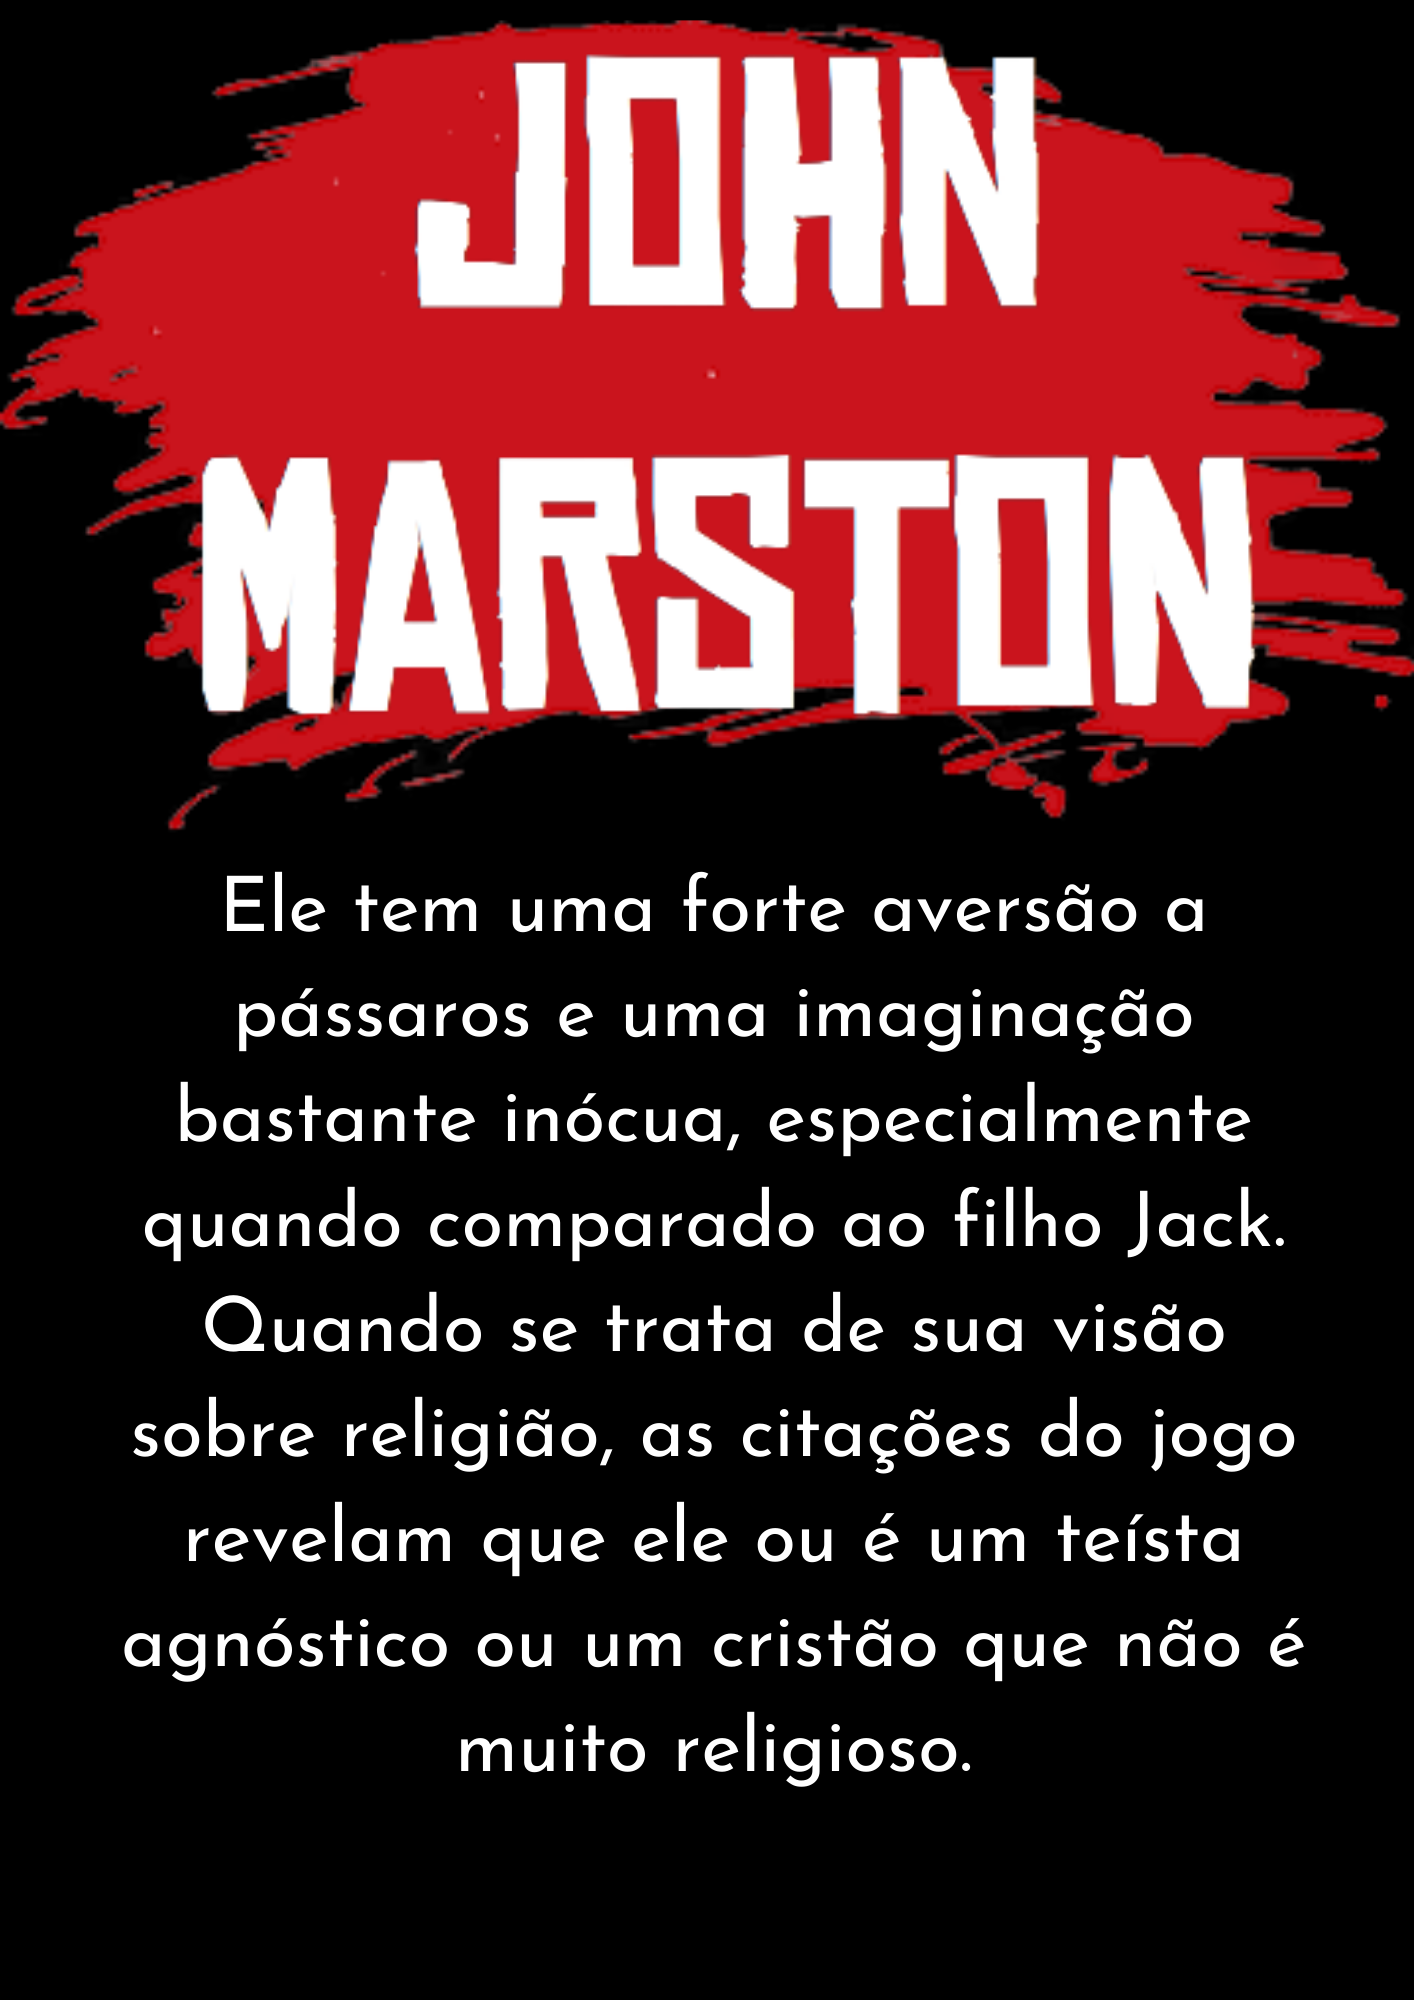 JOHN
MARSTON
Ele tem uma forte aversão a
pássaros e uma imaginação
bastante inócua, especialmente
quando comparado ao filho Jack.
Quando se trata de sua visão
sobre religião, as citações do jogo
revelam que ele ou é um teísta
agnóstico ou um cristão que não é
muito religioso.